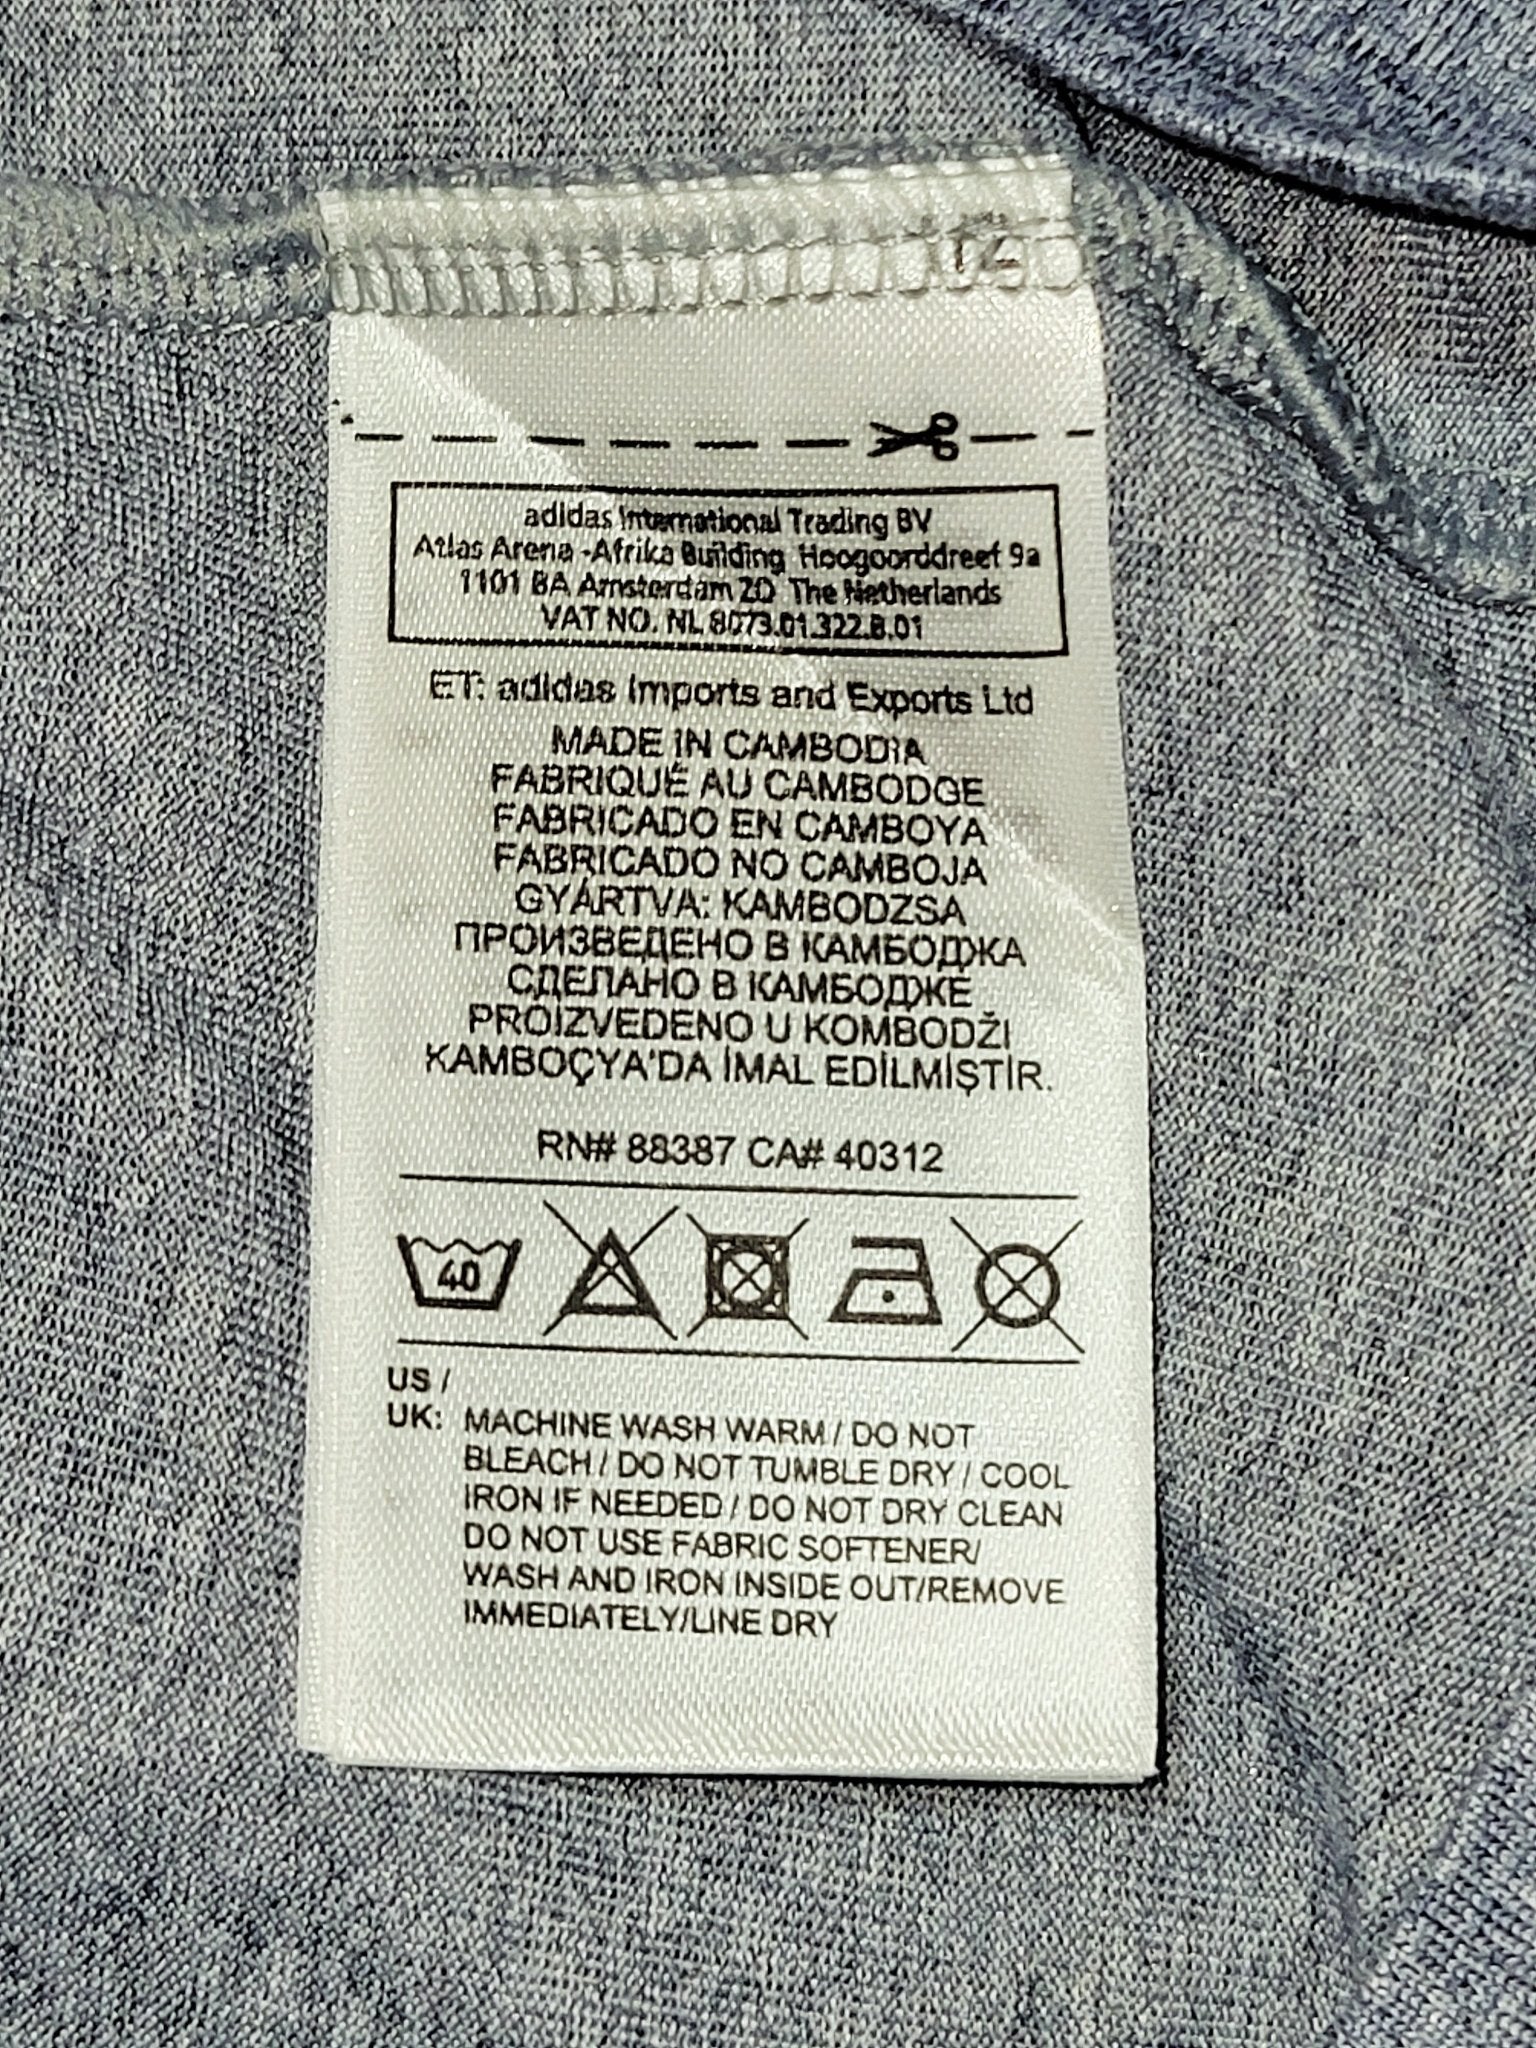 adidas International Trading BV
Atlas Arena -Afrika Building Hoogoorddreef 9a
1101 BA Amsterdam ZO The Netherlands
VAT NO. NL 8073.01.322.B.01
ET: adidas Imports and Exports Ltd
MADE IN CAMBODIA
FABRIQUÉ AU CAMBODGE
FABRICADO EN CAMBOYA
FABRICADO NO CAMBOJA
GYÁRTVA: KAMBODZSA
ПРОИЗВЕДЕНО В КАМБОДЖА
СДЕЛАНО В КАМБОДЖЕ
PROIZVEDENO U KOMBODŽI
KAMBOÇYA'DA İMAL EDİLMİŞTİR.
RN# 88387 CA# 40312
40
US /
UK: MACHINE WASH WARM / DO NOT
BLEACH / DO NOT TUMBLE DRY / COOL
IRON IF NEEDED / DO NOT DRY CLEAN
DO NOT USE FABRIC SOFTENER/
WASH AND IRON INSIDE OUT/REMOVE
IMMEDIATELY/LINE DRY